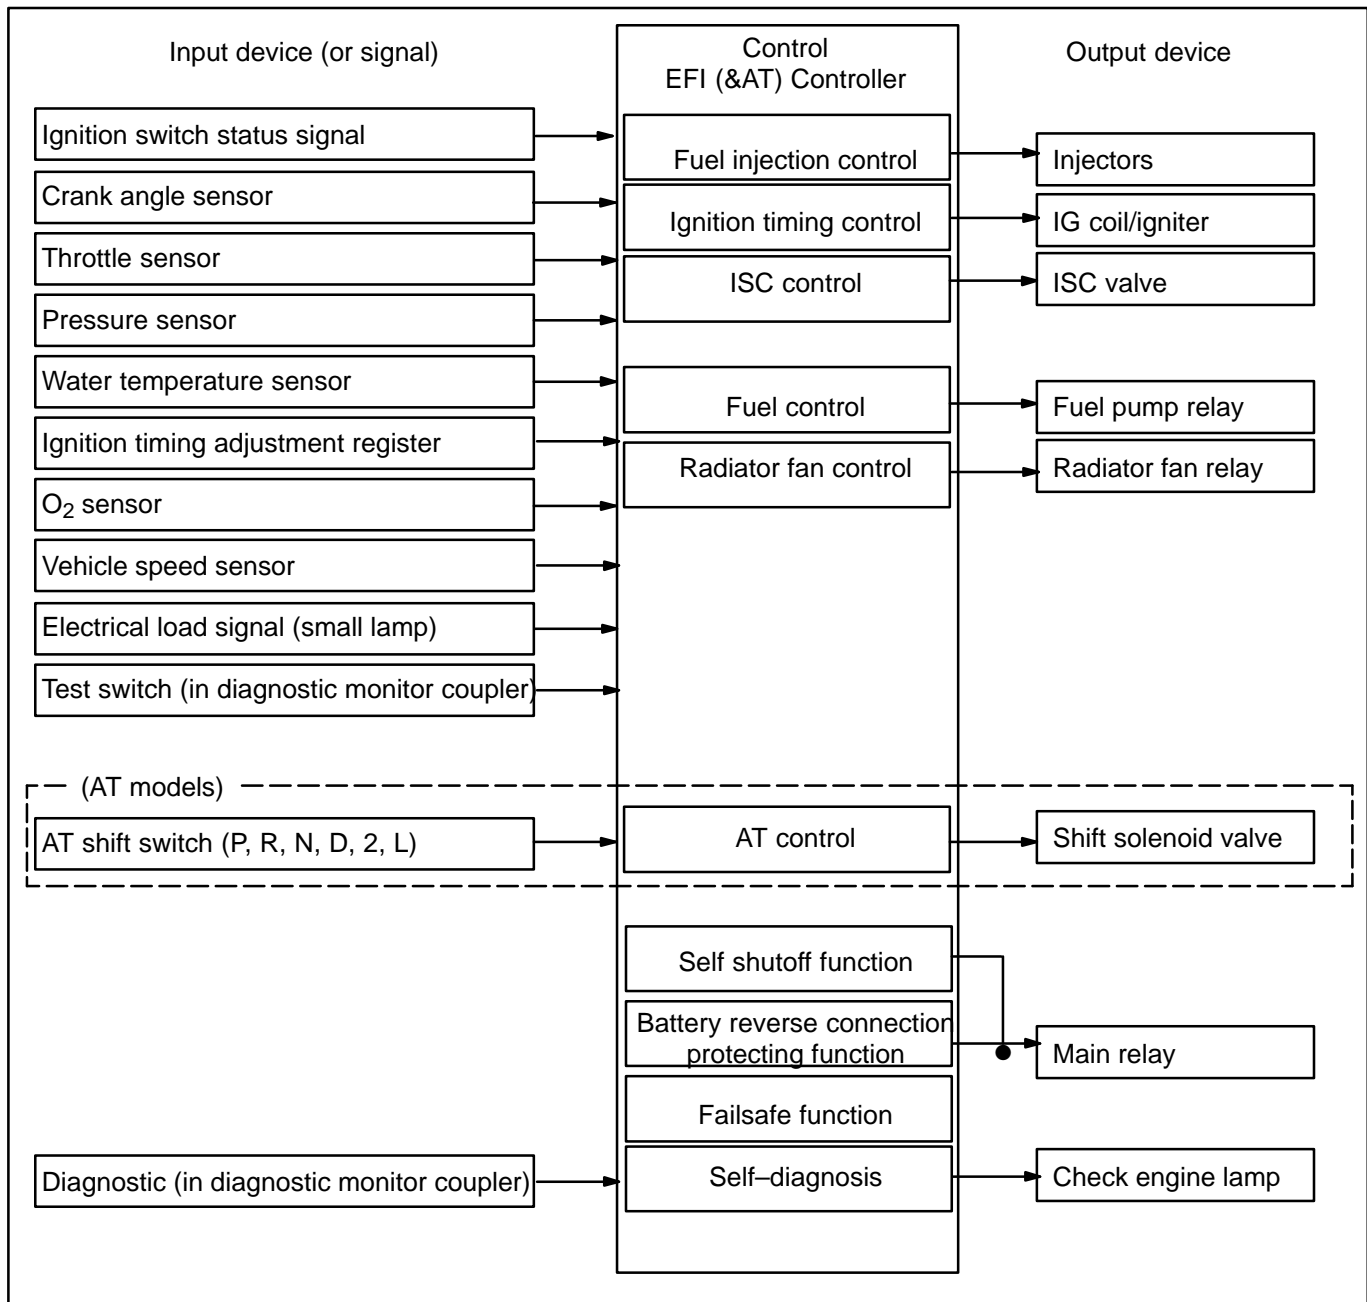 Input device (or signal)
Control
EFI (&AT) Controller
Output device
Ignition switch status signal
Crank angle sensor
Throttle sensor
Pressure sensor
Water temperature sensor
Ignition timing adjustment register
O2 sensor
Vehicle speed sensor
Electrical load signal (small lamp)
Test switch (in diagnostic monitor coupler)
Fuel injection control
Ignition timing control
ISC control
Fuel control
Radiator fan control
Injectors
IG coil/igniter
ISC valve
Fuel pump relay
Radiator fan relay
(AT models)
AT shift switch (P, R, N, D, 2, L)
AT control
Shift solenoid valve
Self shutoff function
Battery reverse connection
protecting function
Main relay
Failsafe function
Diagnostic (in diagnostic monitor coupler)
Self–diagnosis
Check engine lamp